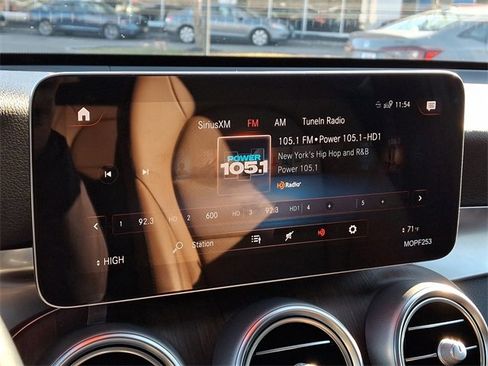 11:54
SiriusXM FM AM TuneIn Radio
POWER
105.1
105.1 FM • Power 105.1-HD1
New York's Hip Hop and R&B
Power 105.1
HD Radio
1 92.3 HD 2 600 HD 3 92.3 HD1 4 5
Station
HIGH
71°F
MOPF253